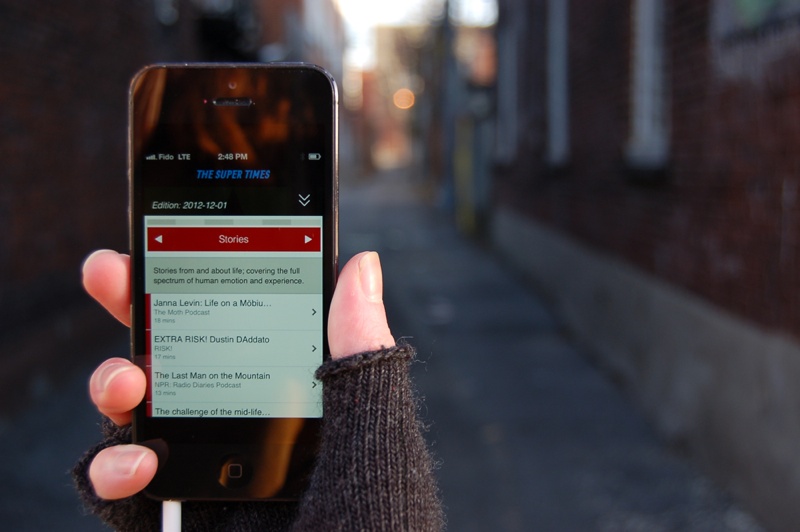 Fido LTE 2:48 PM
THE SUPER TIMES
Edition: 2012-12-01
Stories
Stories from and about life; covering the full
spectrum of human emotion and experience.
Janna Levin: Life on a Möbiu…
The Moth Podcast
18 mins
EXTRA RISK! Dustin DAddato
RISK!
17 mins
The Last Man on the Mountain
NPR: Radio Diaries Podcast
13 mins
The challenge of the mid-life…